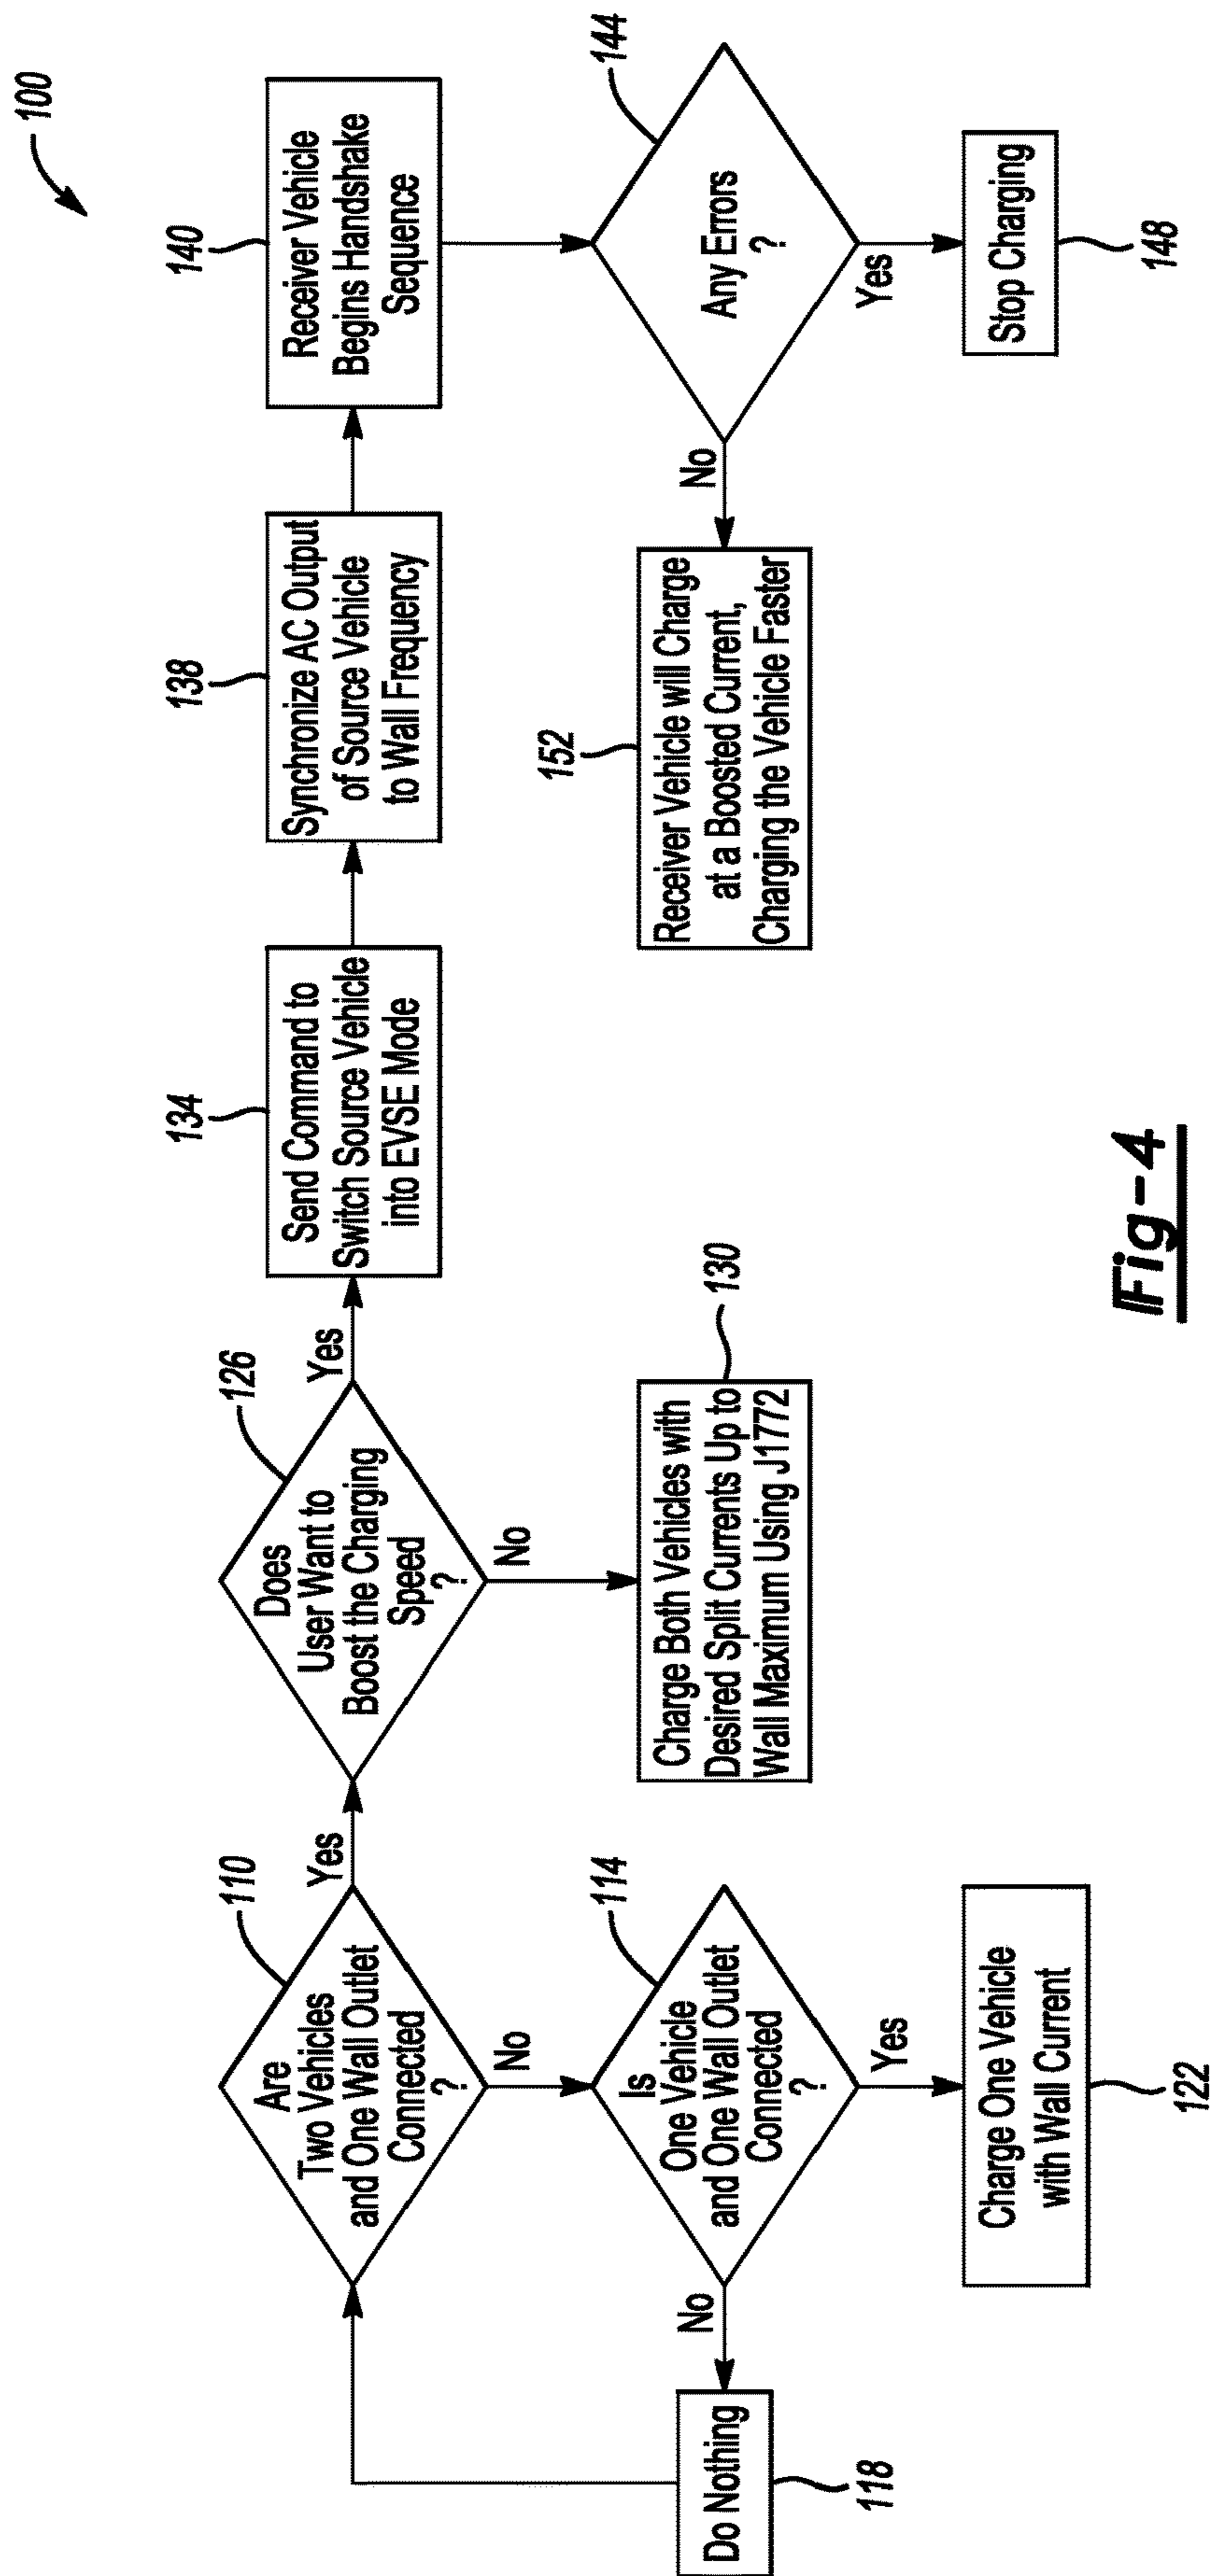 100
110
Are
Two Vehicles
and One Wall Outlet
Connected
?
Yes
No
126
Does
User Want to
Boost the Charging
Speed
?
Yes
No
134
Send Command to
Switch Source Vehicle
into EVSE Mode
138
Synchronize AC Output
of Source Vehicle
to Wall Frequency
140
Receiver Vehicle
Begins Handshake
Sequence
114
Is
One Vehicle
and One Wall Outlet
Connected
?
No
Yes
118
Do Nothing
122
Charge One Vehicle
with Wall Current
130
Charge Both Vehicles with
Desired Split Currents Up to
Wall Maximum Using J1772
144
Any Errors
?
No
Yes
152
Receiver Vehicle will Charge
at a Boosted Current,
Charging the Vehicle Faster
148
Stop Charging
Fig-4